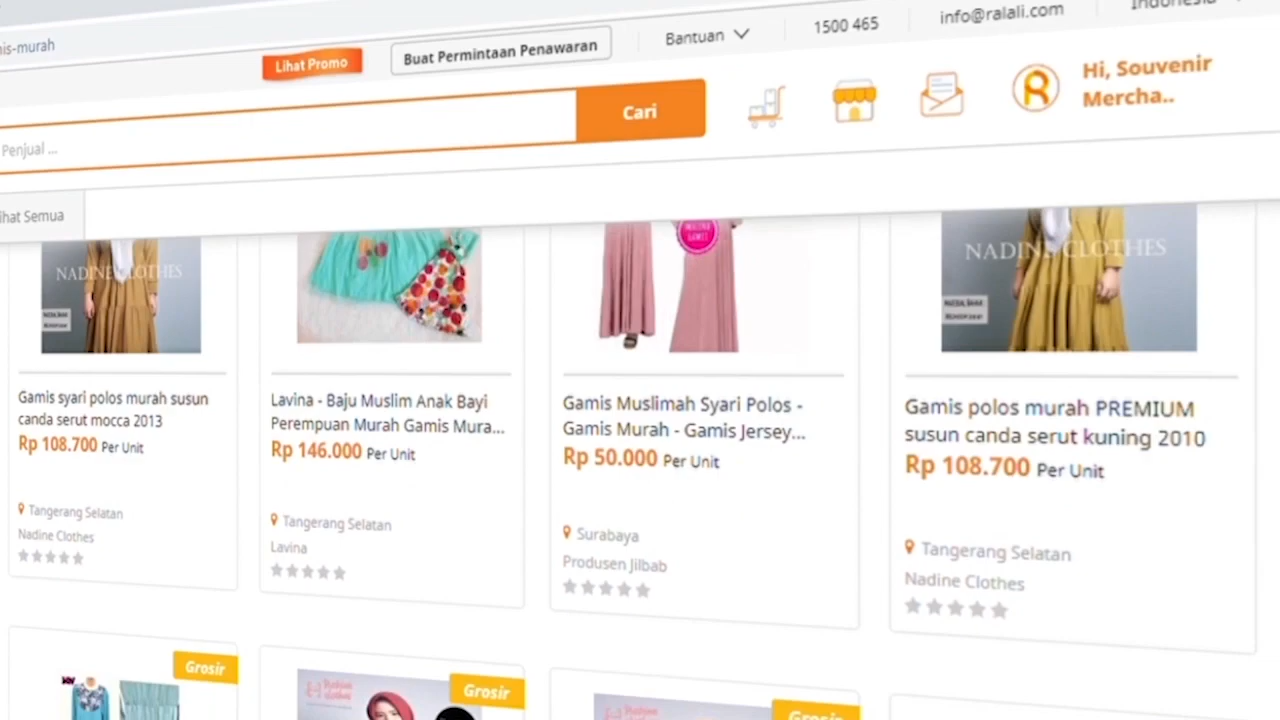 is-murah
Lihat Promo
Buat Permintaan Penawaran
Bantuan
1500 465
info@ralali.com
Indonesia
Penjual ...
Cari
Hi, Souvenir
Mercha..
ihat Semua
NADINE CLOTHES
NADINE CLOTHES
Gamis syari polos murah susun
canda serut mocca 2013
Rp 108.700 Per Unit
Tangerang Selatan
Nadine Clothes
Lavina - Baju Muslim Anak Bayi
Perempuan Murah Gamis Mura...
Rp 146.000 Per Unit
Tangerang Selatan
Lavina
Gamis Muslimah Syari Polos -
Gamis Murah - Gamis Jersey...
Rp 50.000 Per Unit
Surabaya
Produsen Jilbab
Gamis polos murah PREMIUM
susun canda serut kuning 2010
Rp 108.700 Per Unit
Tangerang Selatan
Nadine Clothes
Grosir
Grosir
Grosir